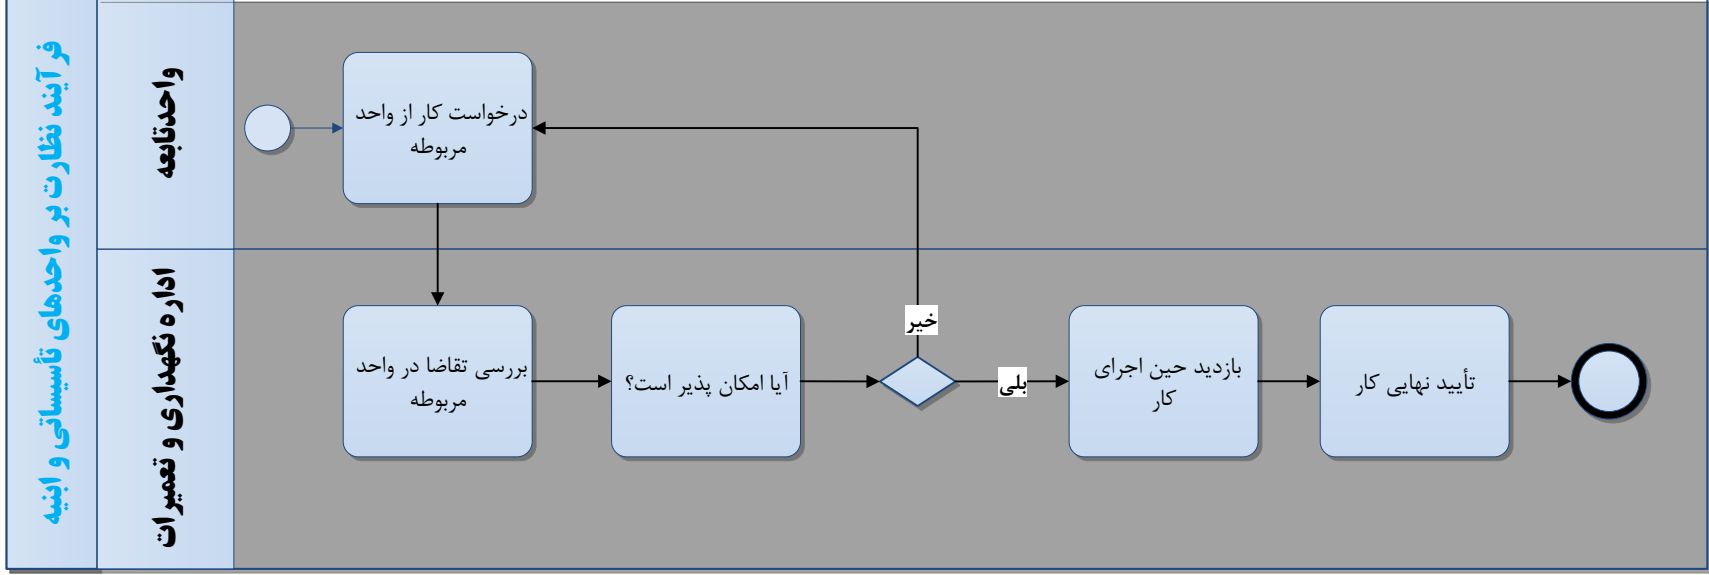 فرآیند نظارت بر واحدهای تأسیساتی و ابنیه
واحدتابعه
درخواست کار از واحد
مربوطه
اداره نگهداری و تعمیرات
بررسی تقاضا در واحد
مربوطه
آیا امکان پذیر است؟
خیر
بلی
بازدید حین اجرای
کار
تأیید نهایی کار